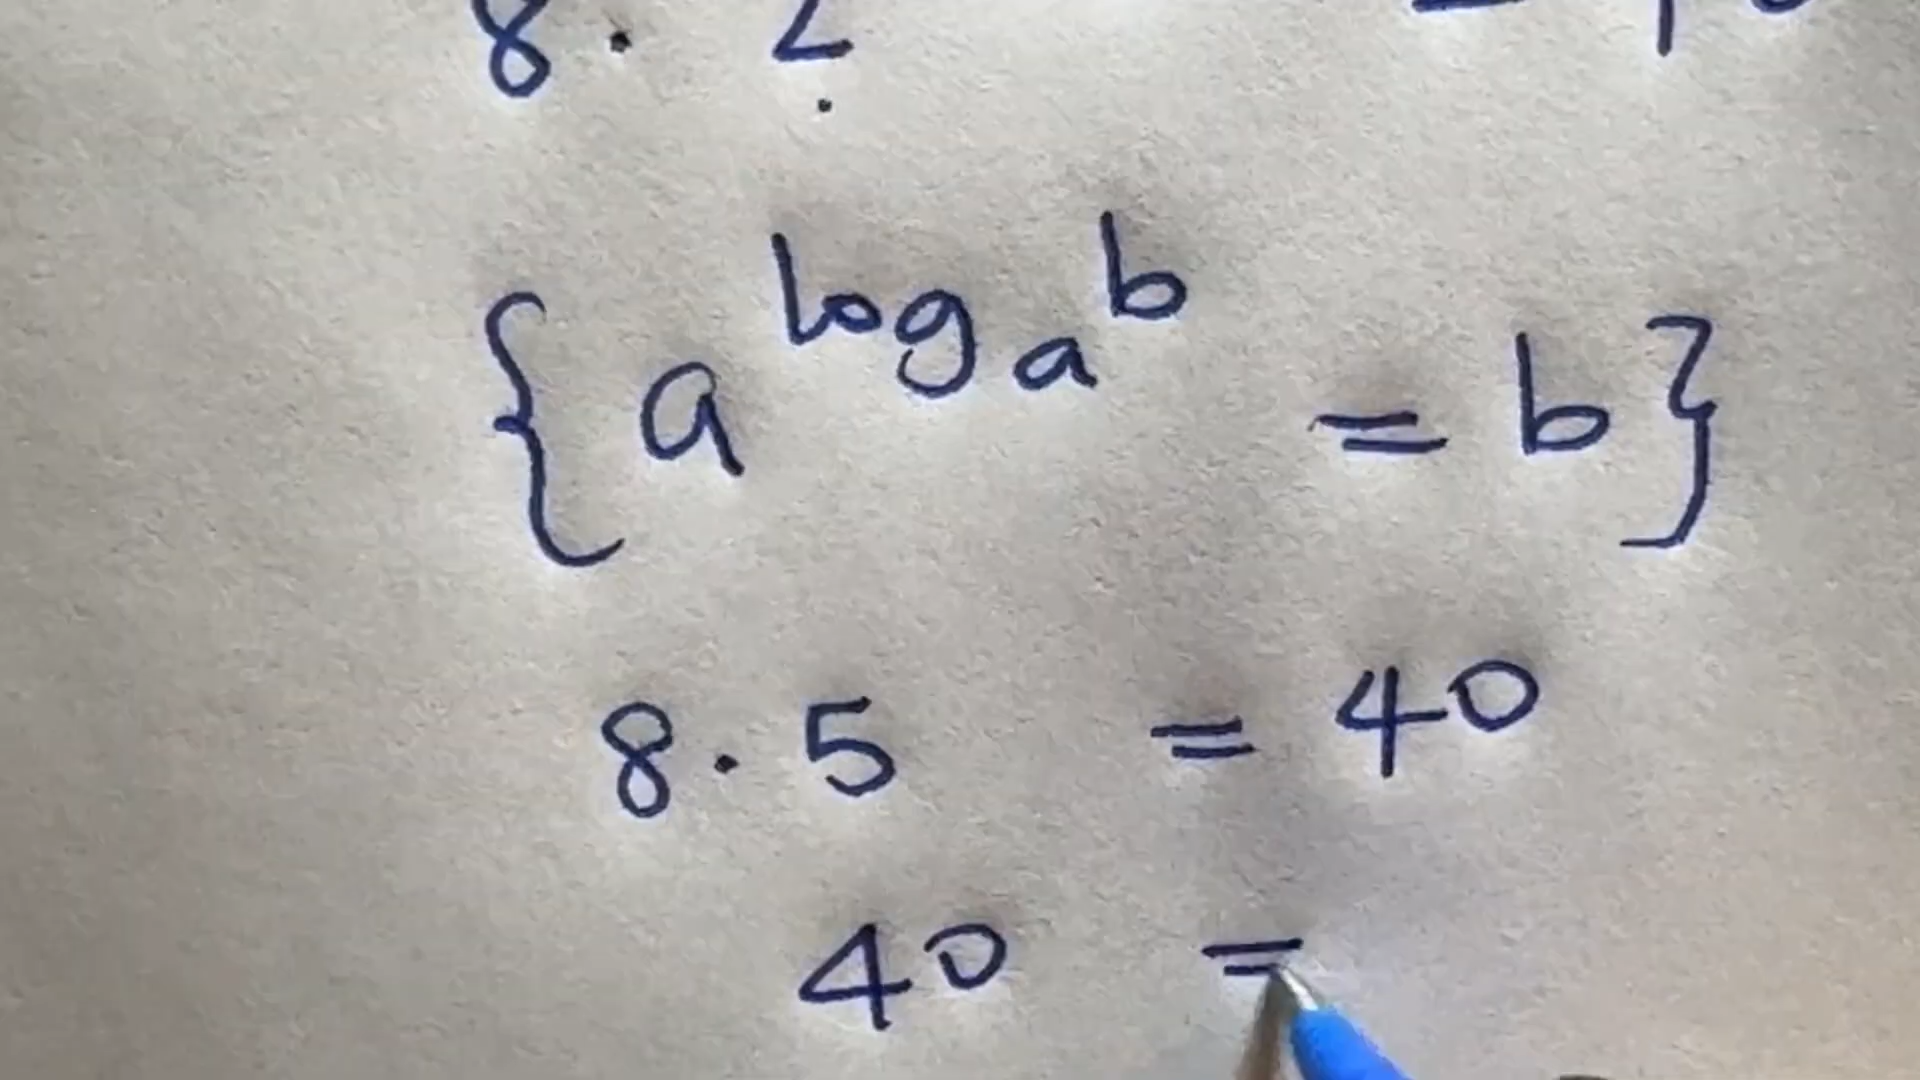 8 . 2
{ a^log_a b = b }
8 . 5 = 40
40 =